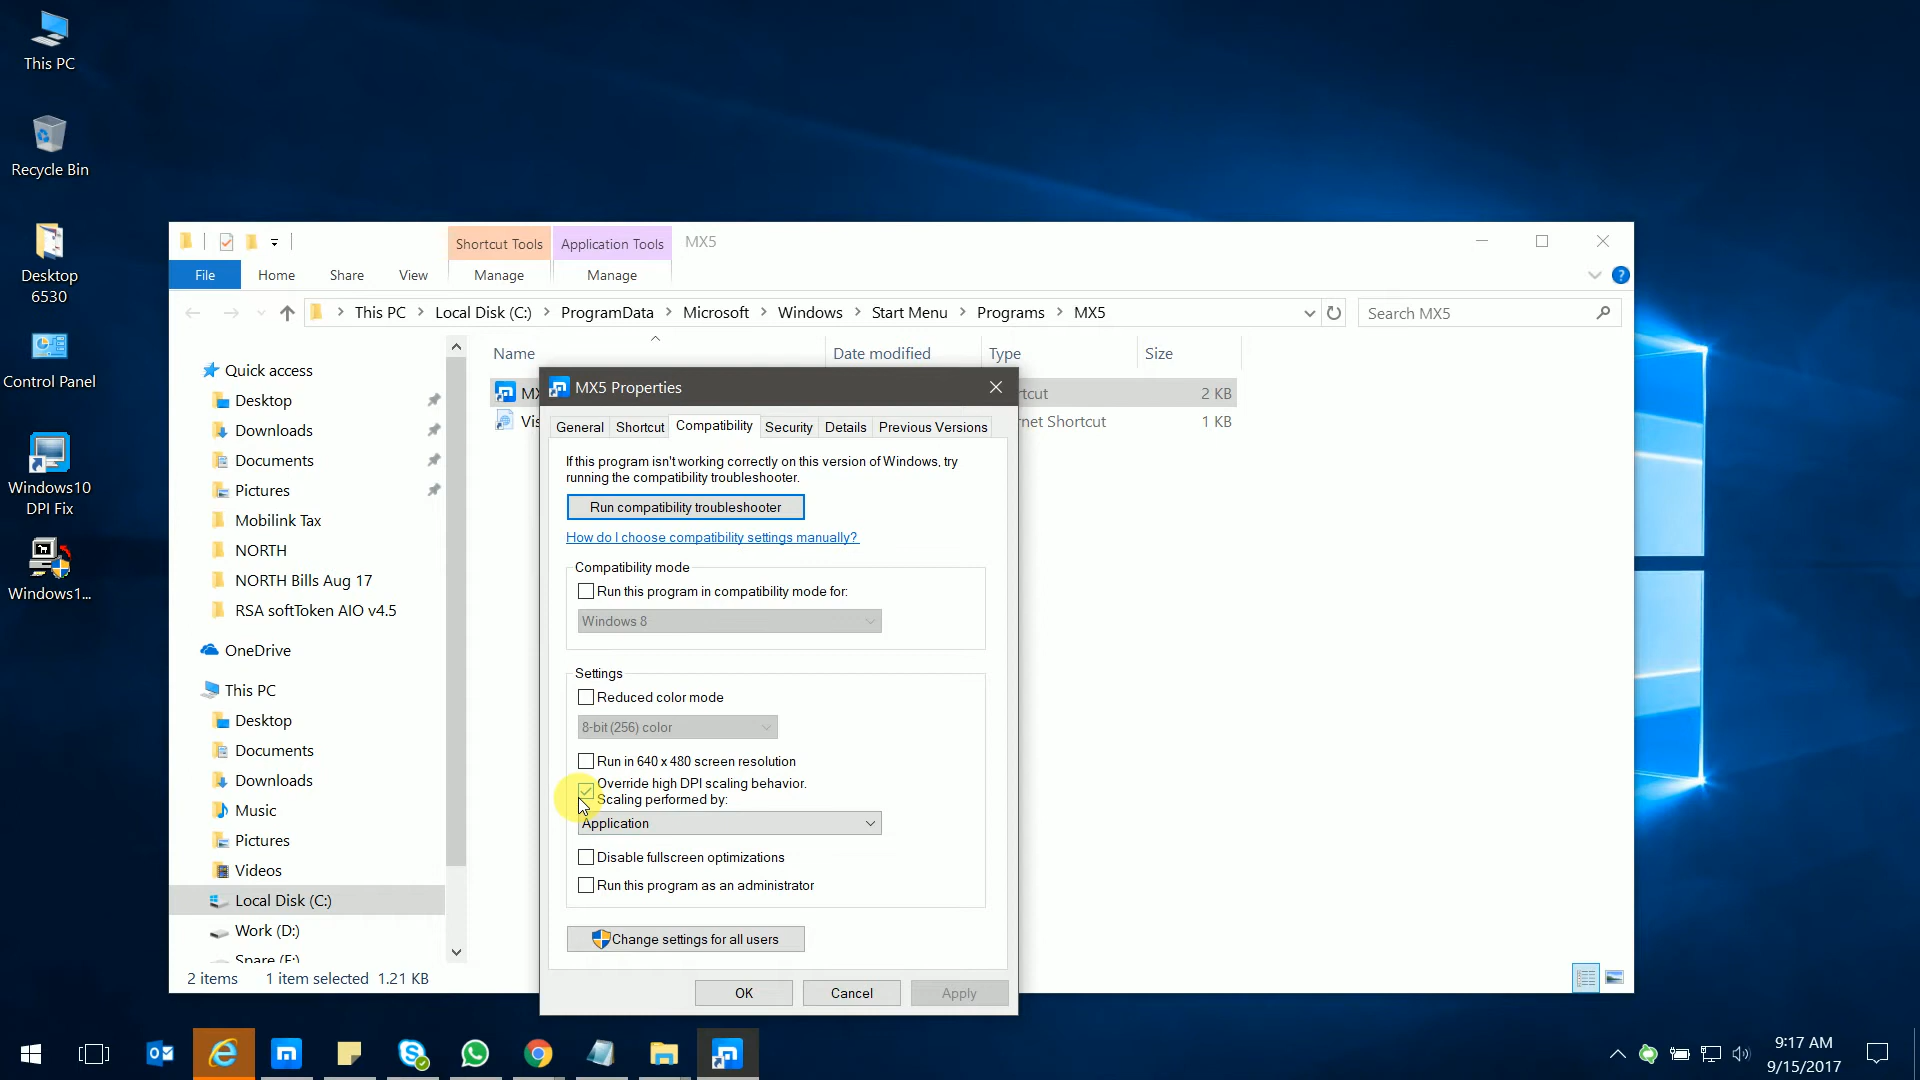 This PC
Recycle Bin
Desktop
6530
Control Panel
Windows10
DPI Fix
Windows1...
Shortcut Tools
Application Tools
MX5
File
Home
Share
View
Manage
Manage
This PC
Local Disk (C:)
ProgramData
Microsoft
Windows
Start Menu
Programs
MX5
Search MX5
Name
Date modified
Type
Size
Quick access
Desktop
Downloads
Documents
Pictures
Mobilink Tax
NORTH
NORTH Bills Aug 17
RSA softToken AIO v4.5
OneDrive
This PC
Desktop
Documents
Downloads
Music
Pictures
Videos
Local Disk (C:)
Work (D:)
2 items 1 item selected 1.21 KB
2 KB
1 KB
MX5 Properties
General
Shortcut
Compatibility
Security
Details
Previous Versions
If this program isn't working correctly on this version of Windows, try
running the compatibility troubleshooter.
Run compatibility troubleshooter
How do I choose compatibility settings manually?
Compatibility mode
Run this program in compatibility mode for:
Windows 8
Settings
Reduced color mode
8-bit (256) color
Run in 640 x 480 screen resolution
Override high DPI scaling behavior.
Scaling performed by:
Application
Disable fullscreen optimizations
Run this program as an administrator
Change settings for all users
OK
Cancel
Apply
9:17 AM
9/15/2017